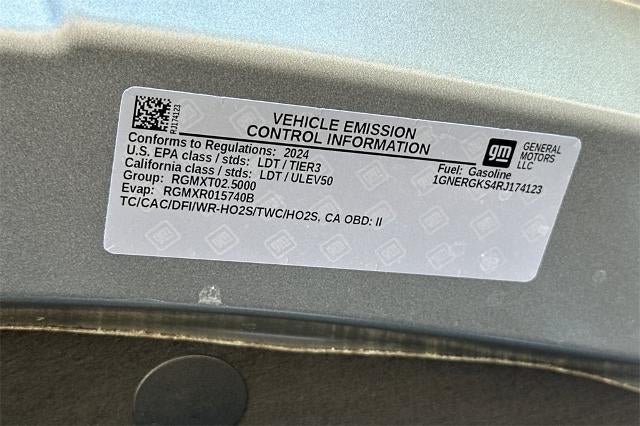 RJ174123
VEHICLE EMISSION
CONTROL INFORMATION
gm
GENERAL
MOTORS
LLC
Conforms to Regulations: 2024
U.S. EPA class / stds: LDT / TIER3
California class / stds: LDT / ULEV50
Group: RGMXT02.5000
Evap: RGMXR015740B
TC/CAC/DFI/WR-HO2S/TWC/HO2S, CA OBD: II
Fuel: Gasoline
1GNERGKS4RJ174123